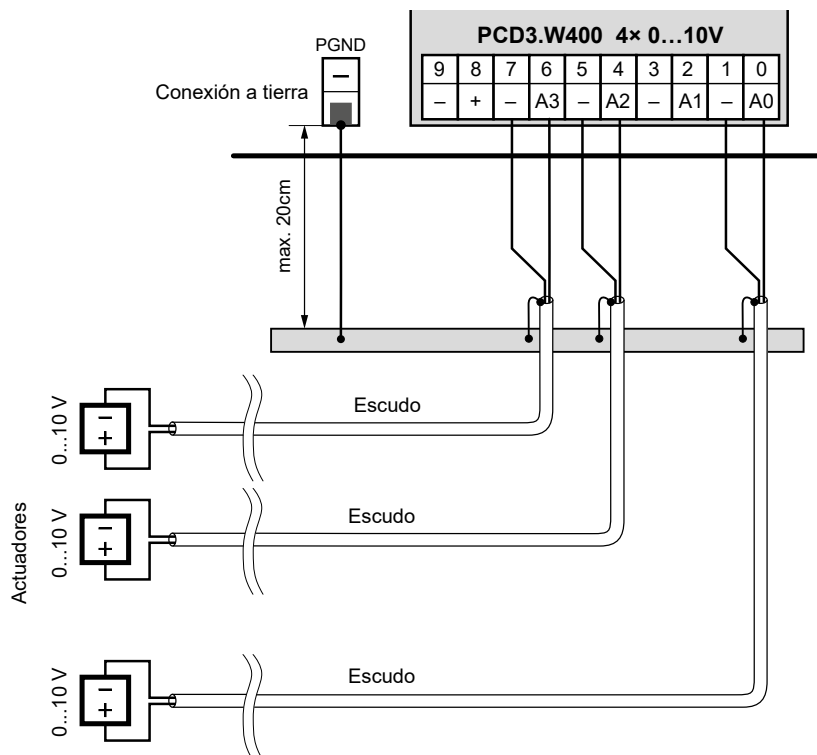 PCD3.W400 4× 0...10V
PGND
9 8 7 6 5 4 3 2 1 0
–
– + – A3 – A2 – A1 – A0
Conexión a tierra
max. 20cm
Escudo
0...10 V
–
+
Escudo
0...10 V
–
+
Actuadores
Escudo
0...10 V
–
+